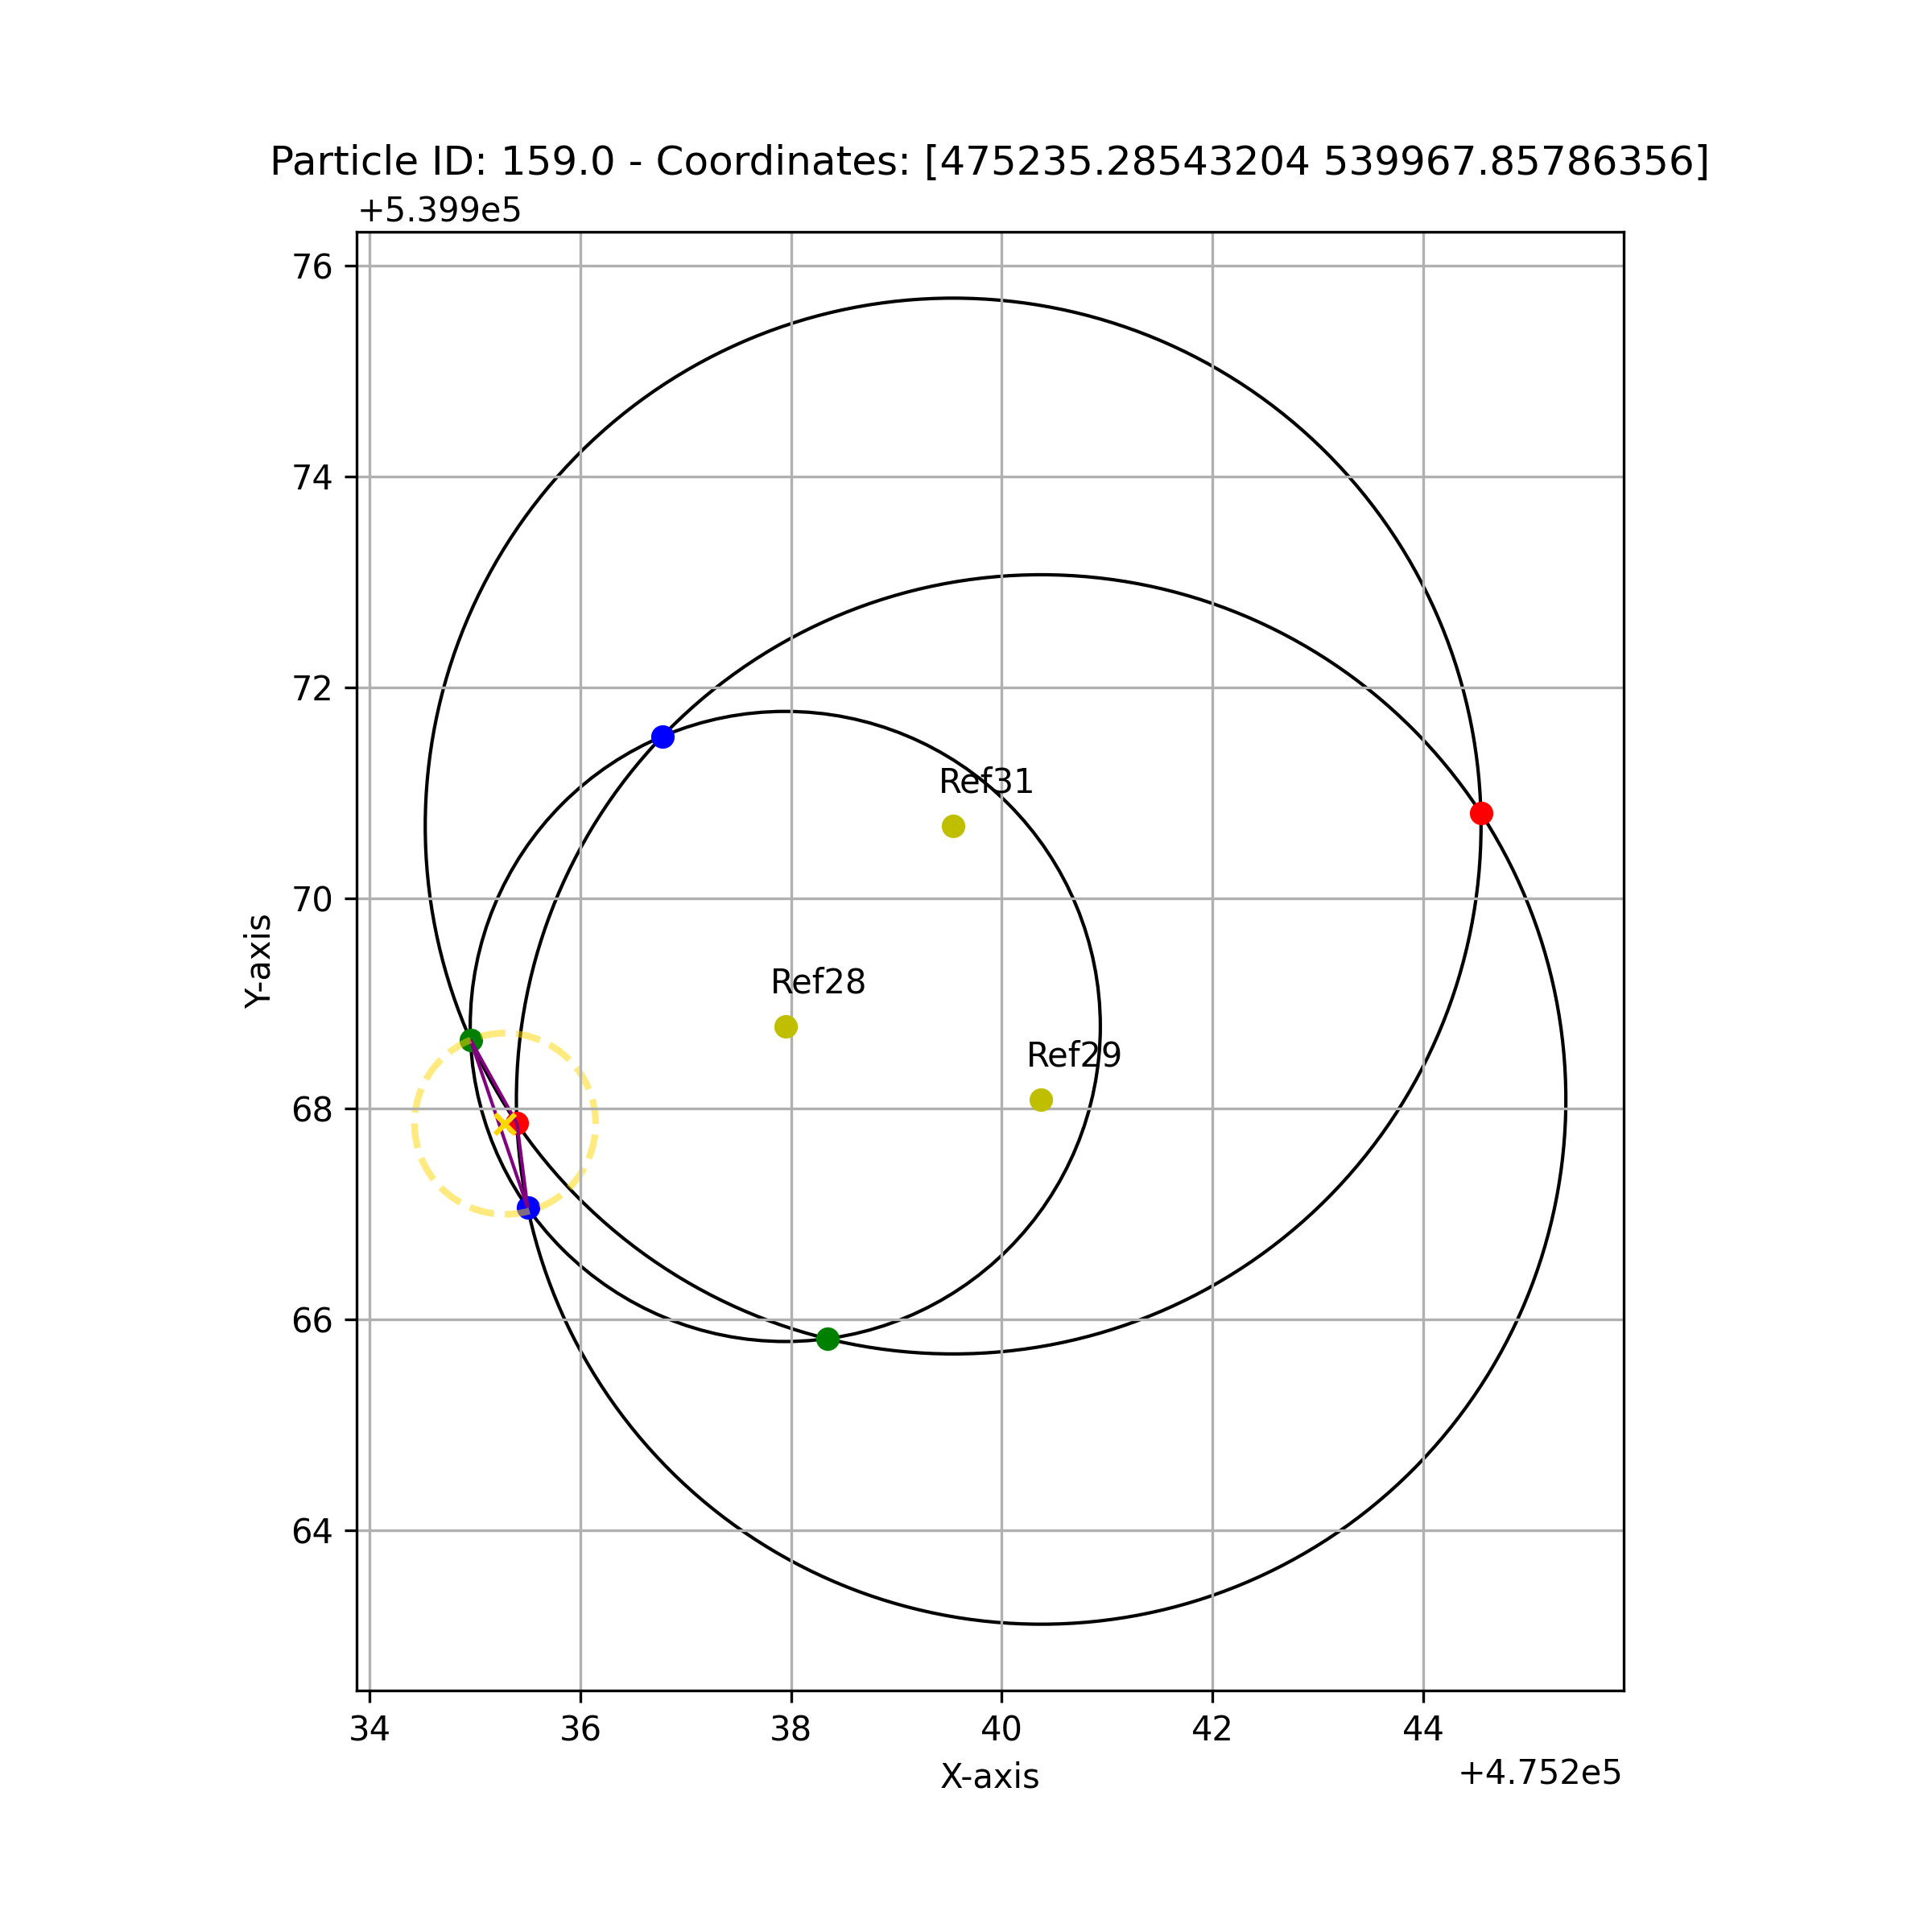 Particle ID: 159.0 - Coordinates: [475235.28543204 539967.85786356]
+5.399e5
76
74
72
70
68
66
64
Y-axis
Ref31
Ref28
Ref29
34 36 38 40 42 44
X-axis
+4.752e5